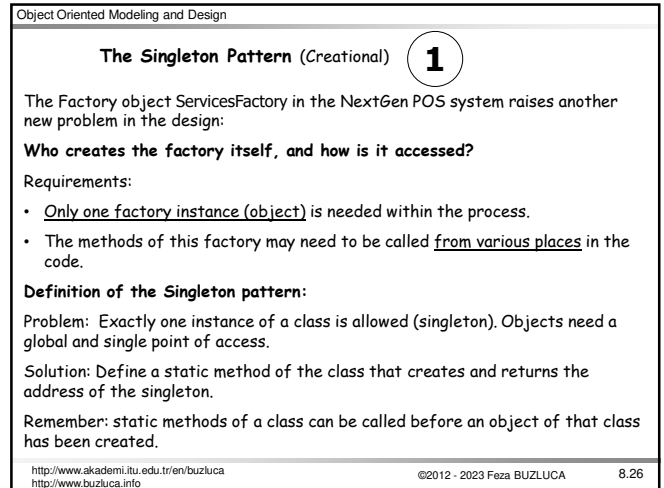 Object Oriented Modeling and Design
The Singleton Pattern (Creational) 1
The Factory object ServicesFactory in the NextGen POS system raises another
new problem in the design:
Who creates the factory itself, and how is it accessed?
Requirements:
• Only one factory instance (object) is needed within the process.
• The methods of this factory may need to be called from various places in the
code.
Definition of the Singleton pattern:
Problem: Exactly one instance of a class is allowed (singleton). Objects need a
global and single point of access.
Solution: Define a static method of the class that creates and returns the
address of the singleton.
Remember: static methods of a class can be called before an object of that class
has been created.
http://www.akademi.itu.edu.tr/en/buzluca
http://www.buzluca.info
©2012 - 2023 Feza BUZLUCA 8.26